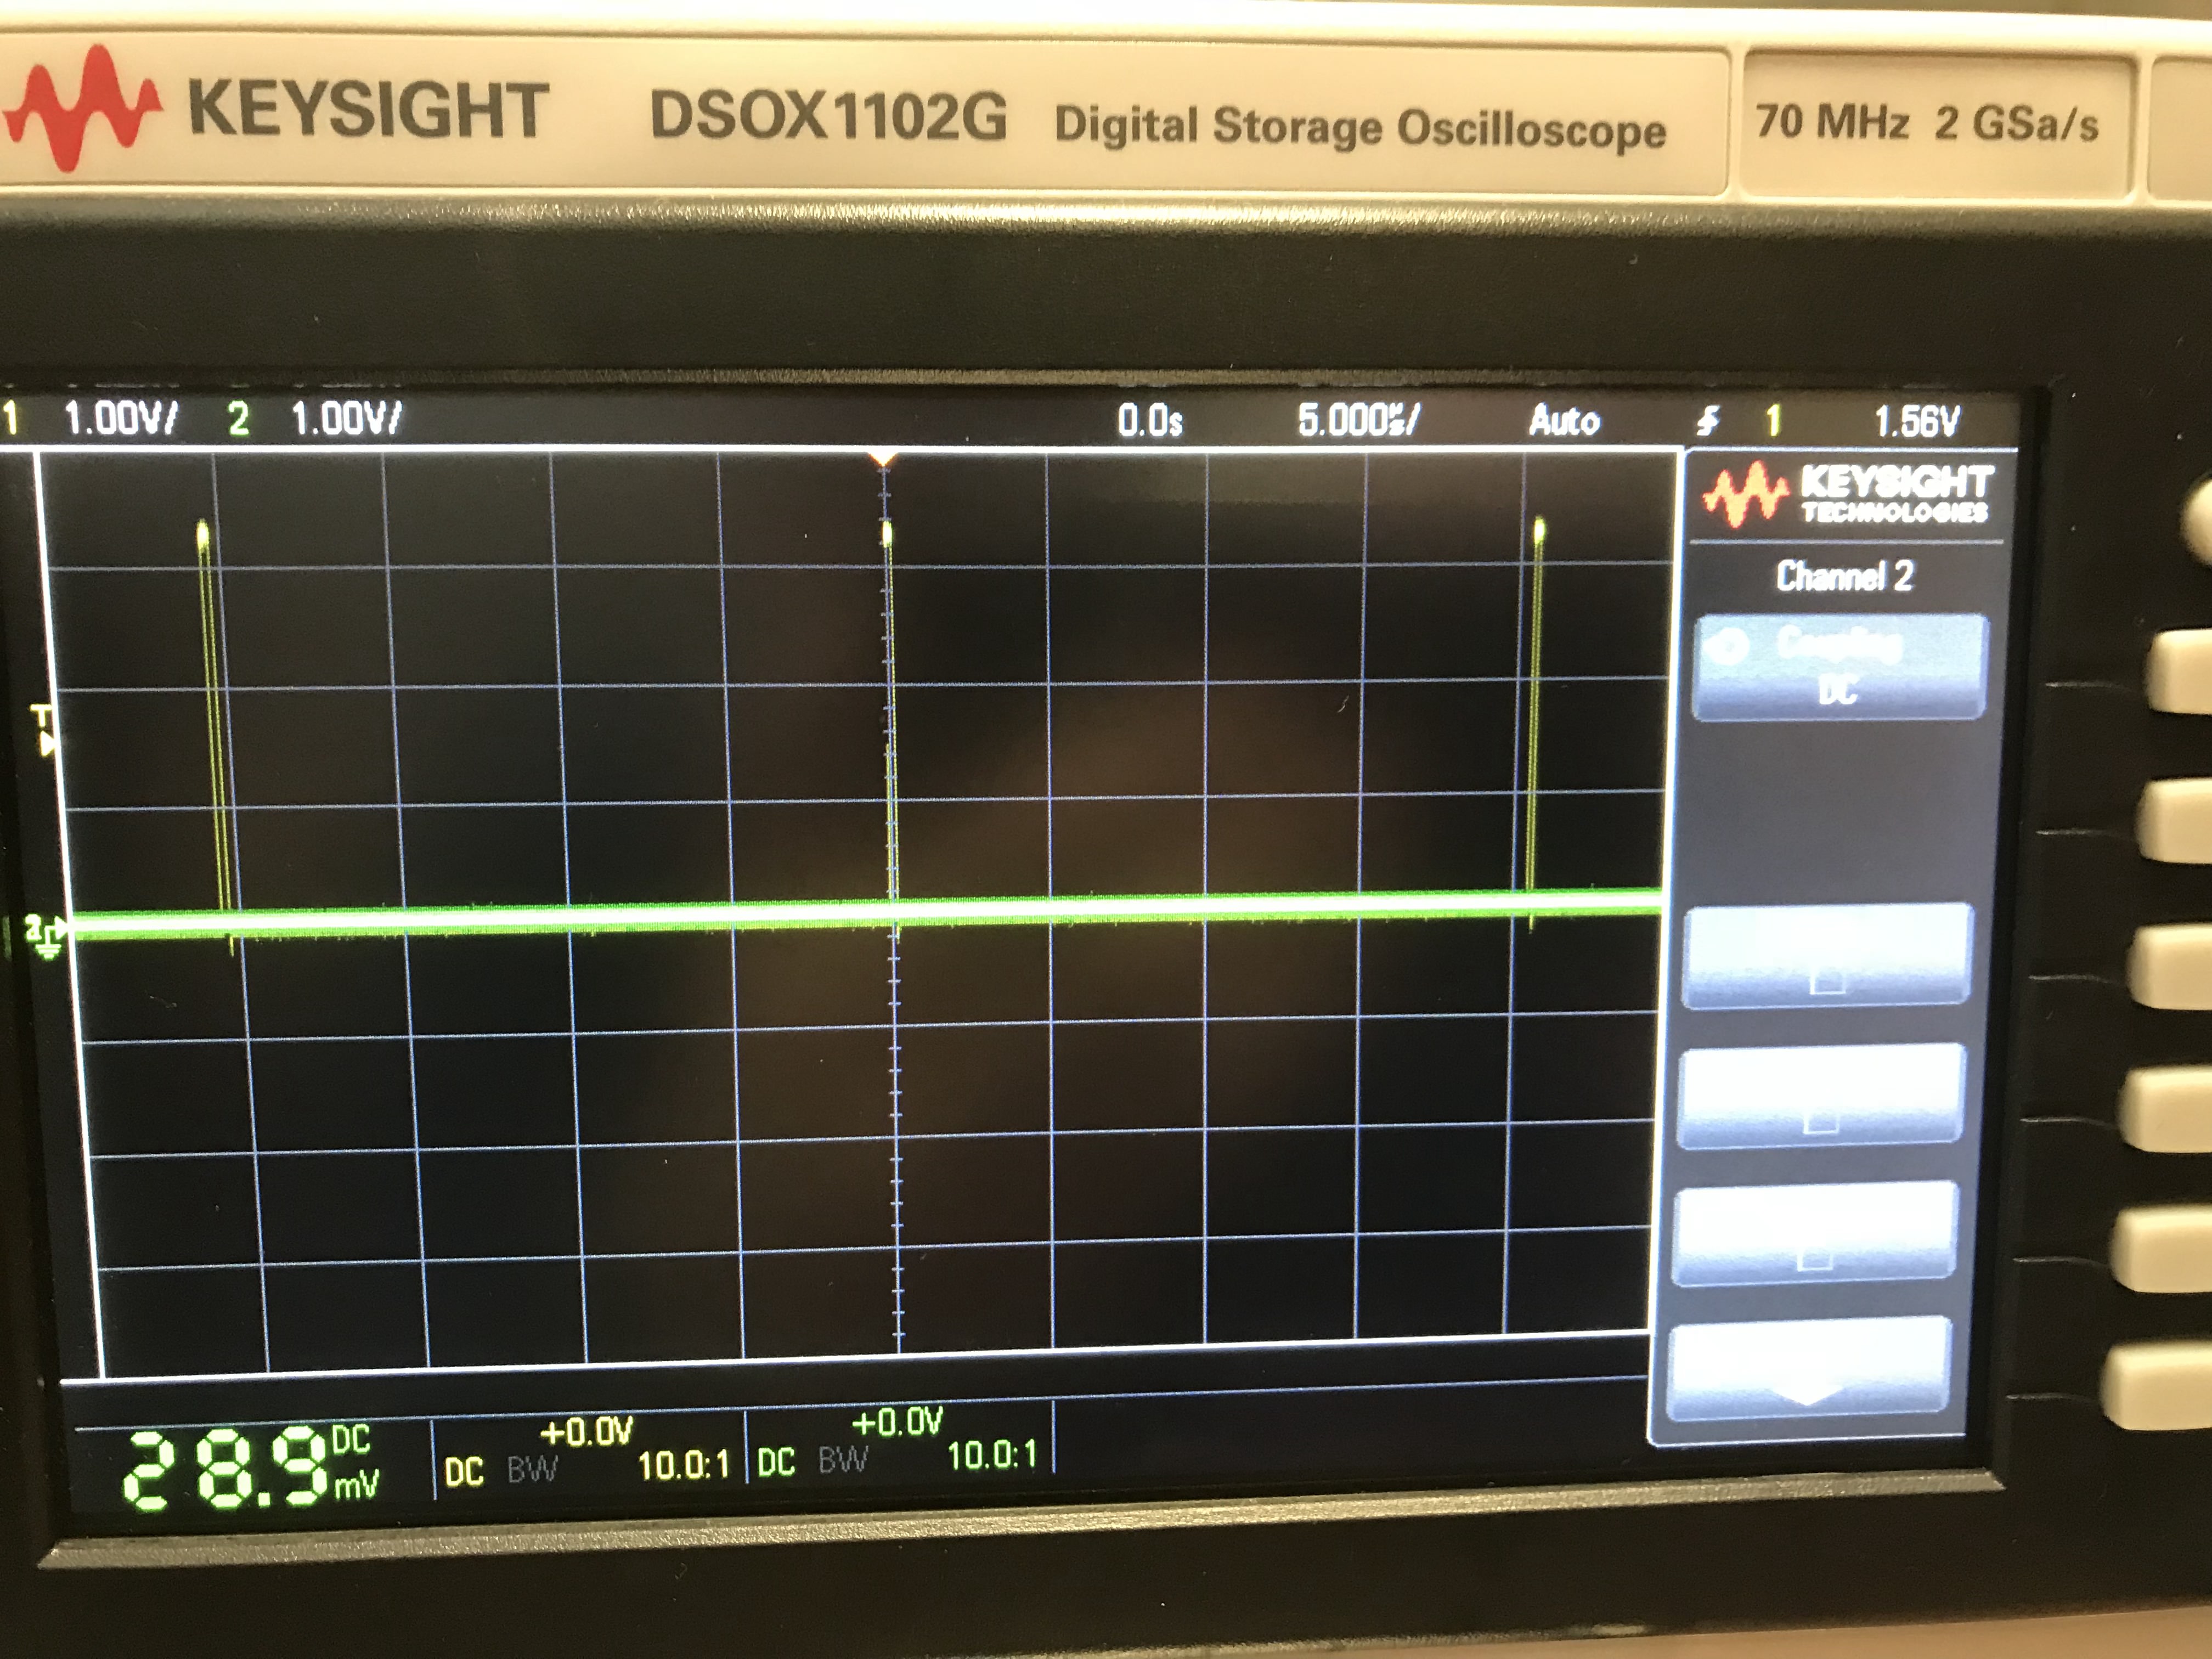 KEYSIGHT DSOX1102G Digital Storage Oscilloscope 70 MHz 2 GSa/s
1 1.00V/ 2 1.00V/ 0.0s 5.000µs/ Auto 1 1.56V
KEYSIGHT
TECHNOLOGIES
Channel 2
Coupling
DC
T
2
28.9 DC mV
+0.0V
DC BW 10.0:1
+0.0V
DC BW 10.0:1